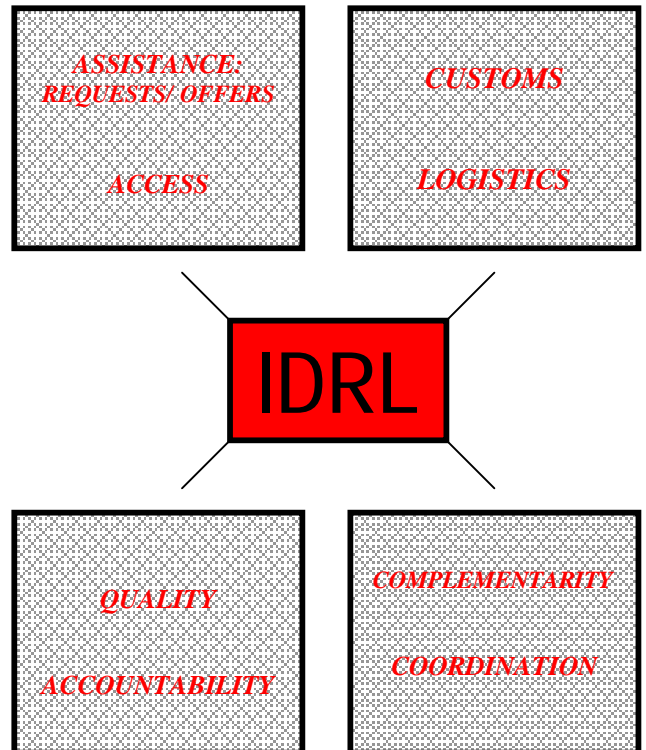 ASSISTANCE:
REQUESTS/ OFFERS
ACCESS
CUSTOMS
LOGISTICS
IDRL
QUALITY
ACCOUNTABILITY
COMPLEMENTARITY
COORDINATION